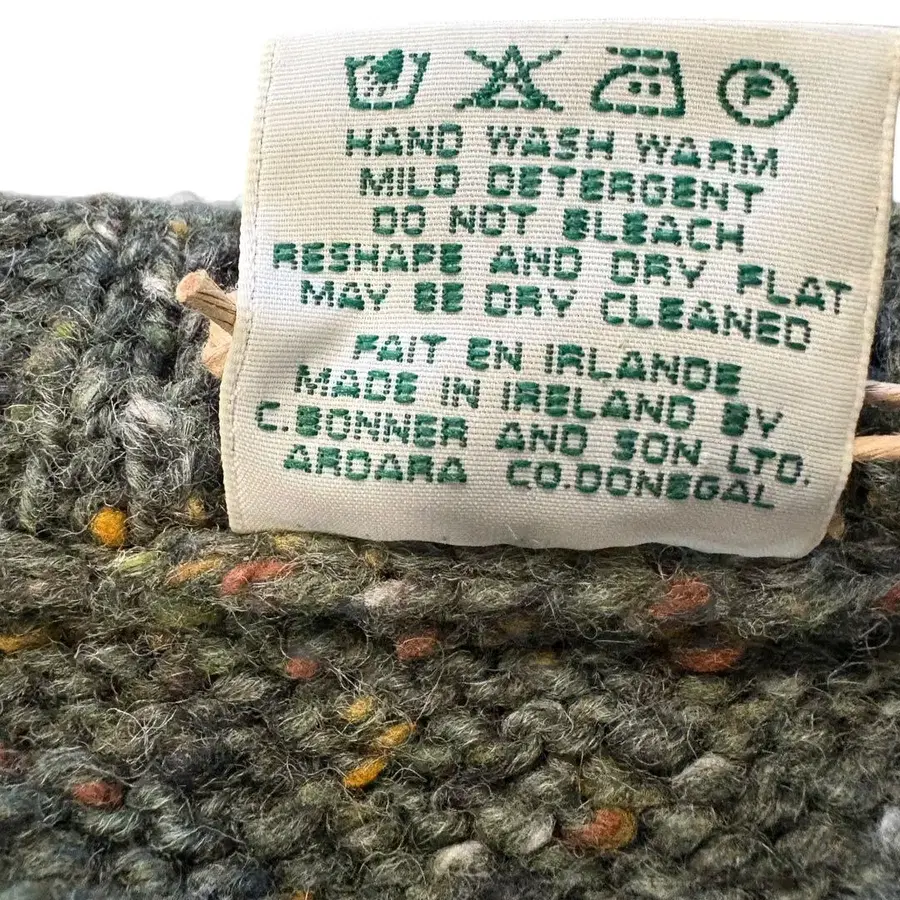 F
HAND WASH WARM
MILD DETERGENT
DO NOT BLEACH
RESHAPE AND DRY FLAT
MAY BE DRY CLEANED
FAIT EN IRLANDE
MADE IN IRELAND BY
C.BONNER AND SON LTD.
ARDARA CO.DONEGAL